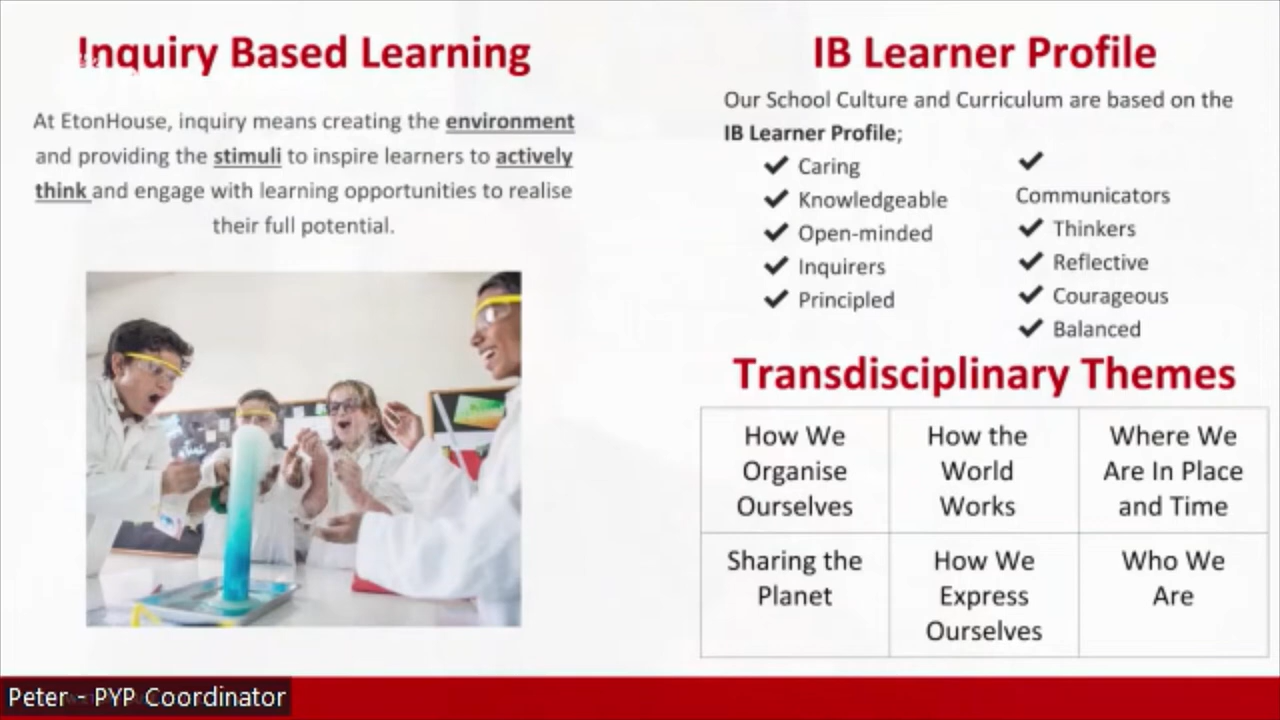 Inquiry Based Learning
At EtonHouse, inquiry means creating the environment
and providing the stimuli to inspire learners to actively
think and engage with learning opportunities to realise
their full potential.
IB Learner Profile
Our School Culture and Curriculum are based on the
IB Learner Profile;
✔ Caring
✔ Knowledgeable
✔ Open-minded
✔ Inquirers
✔ Principled
✔
Communicators
✔ Thinkers
✔ Reflective
✔ Courageous
✔ Balanced
Transdisciplinary Themes
How We
Organise
Ourselves
How the
World
Works
Where We
Are In Place
and Time
Sharing the
Planet
How We
Express
Ourselves
Who We
Are
Peter - PYP Coordinator